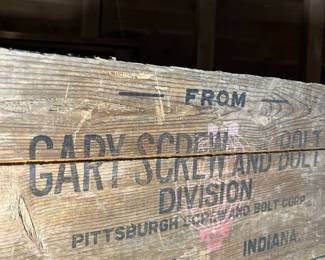 — FROM —
GARY SCREW AND BOLT
DIVISION
PITTSBURGH SCREW AND BOLT CORP.
INDIANA.